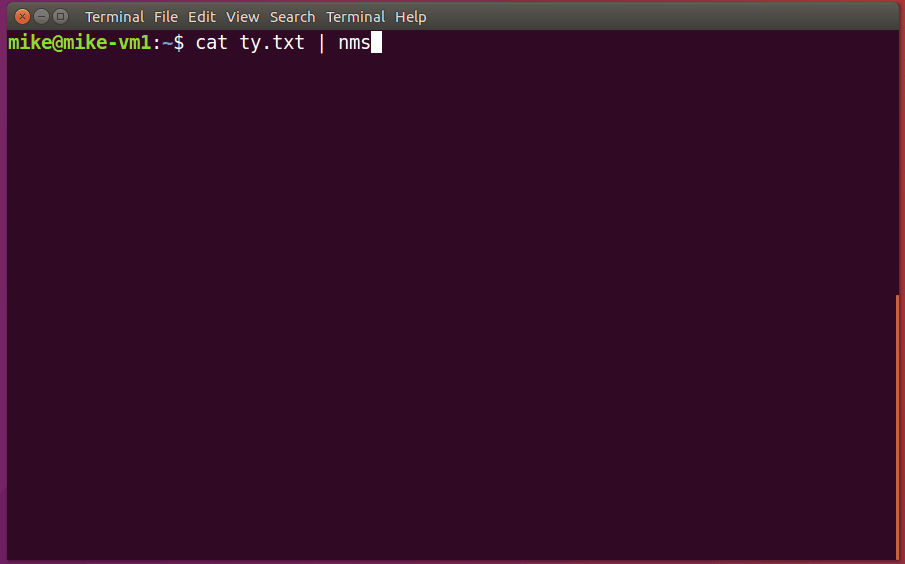 Terminal File Edit View Search Terminal Help
mike@mike-vm1:~$ cat ty.txt | nms